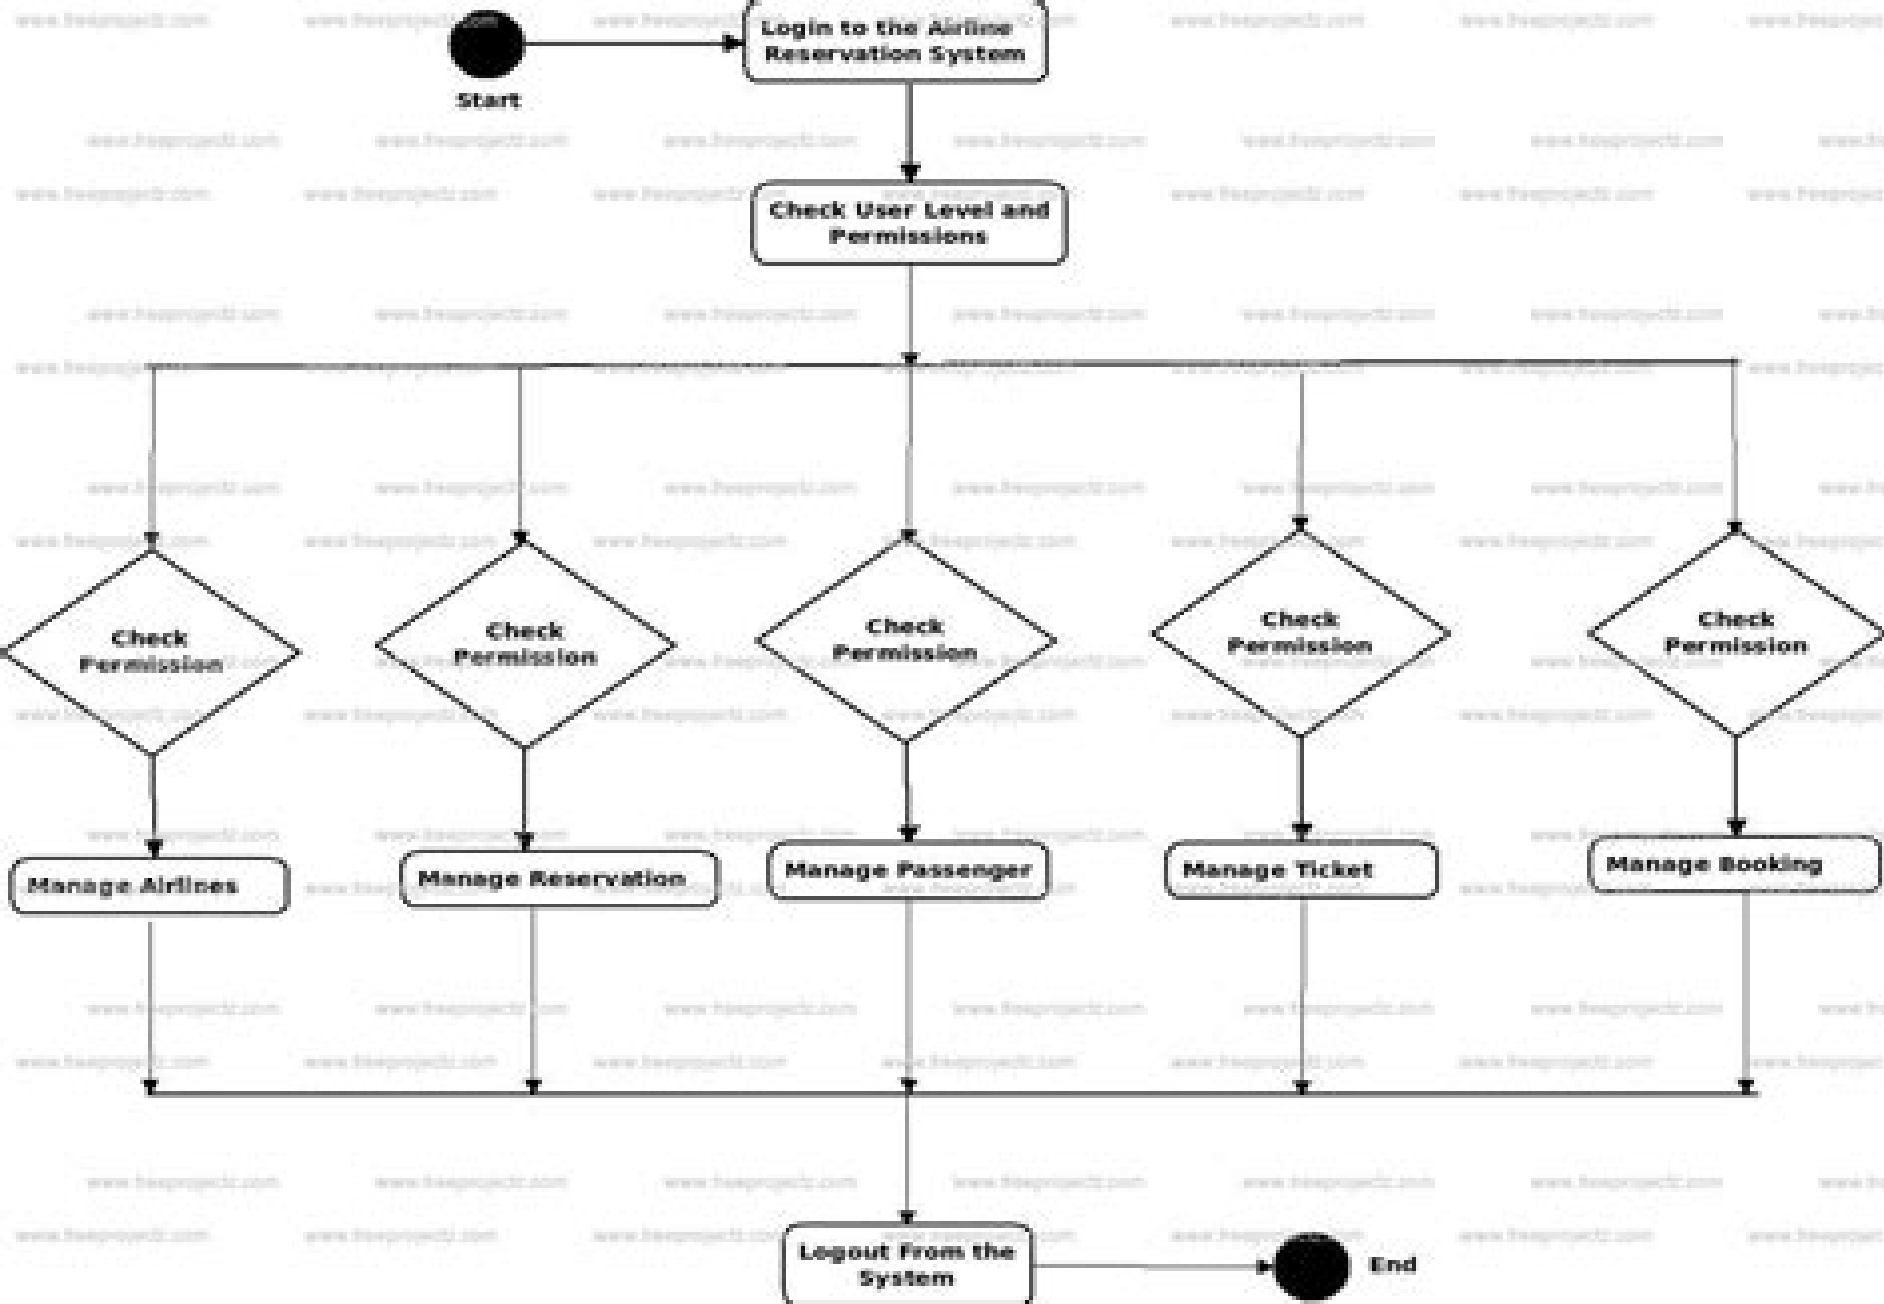 Login to the Airline
Reservation System
Start
Check User Level and
Permissions
Check
Permission
Check
Permission
Check
Permission
Check
Permission
Check
Permission
Manage Airlines
Manage Reservation
Manage Passenger
Manage Ticket
Manage Booking
Logout From the
System
End